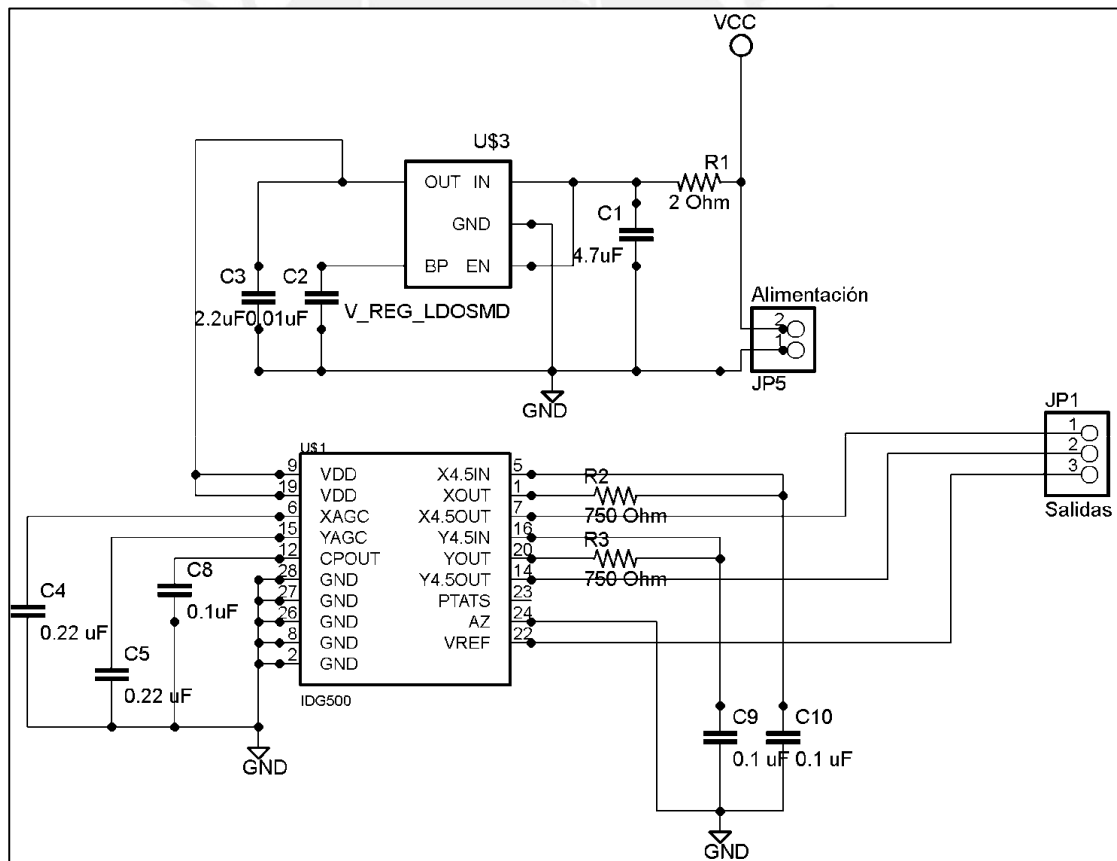 VCC
U$3
R1
2 Ohm
OUT IN
GND
BP EN
C1
4.7uF
C3
C2
2.2uF
0.01uF
V_REG_LDOSMD
Alimentación
2
1
JP5
GND
JP1
1
2
3
Salidas
U$1
9 VDD X4.5IN 5
19 VDD XOUT 1
6 XAGC X4.5OUT 7
15 YAGC Y4.5IN 16
12 CPOUT YOUT 20
28 GND Y4.5OUT 14
27 GND PTATS 23
26 GND AZ 24
8 GND VREF 22
2 GND
IDG500
R2
750 Ohm
R3
750 Ohm
C4
0.22 uF
C8
0.1uF
C5
0.22 uF
GND
C9
0.1 uF
C10
0.1 uF
GND